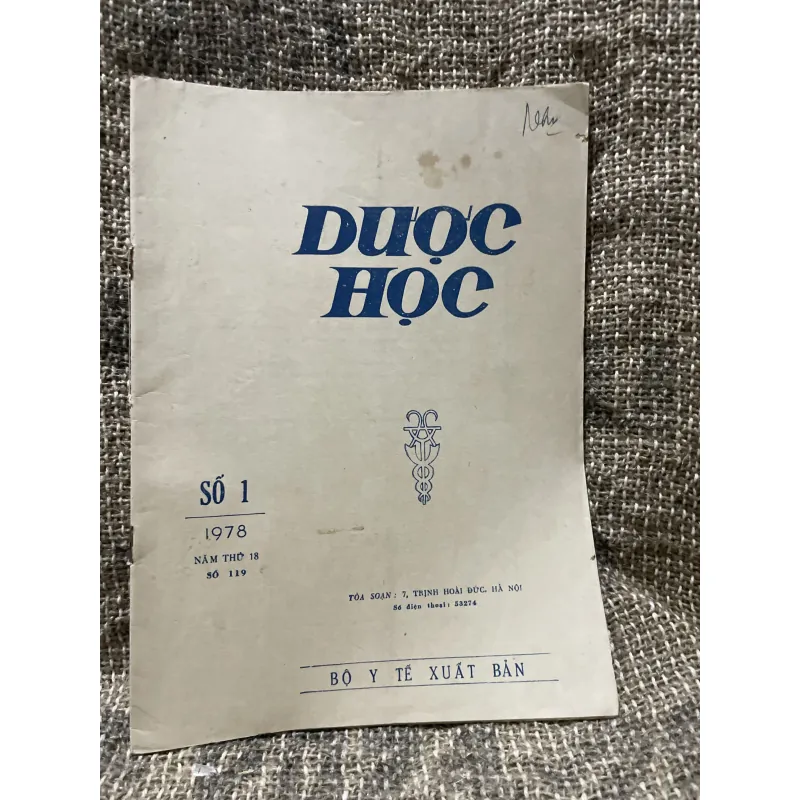 DƯỢC
HỌC
SỐ 1
1978
NĂM THỨ 18
SỐ 119
TÒA SOẠN : 7, TRỊNH HOÀI ĐỨC. HÀ NỘI
Số điện thoại : 53274
BỘ Y TẾ XUẤT BẢN